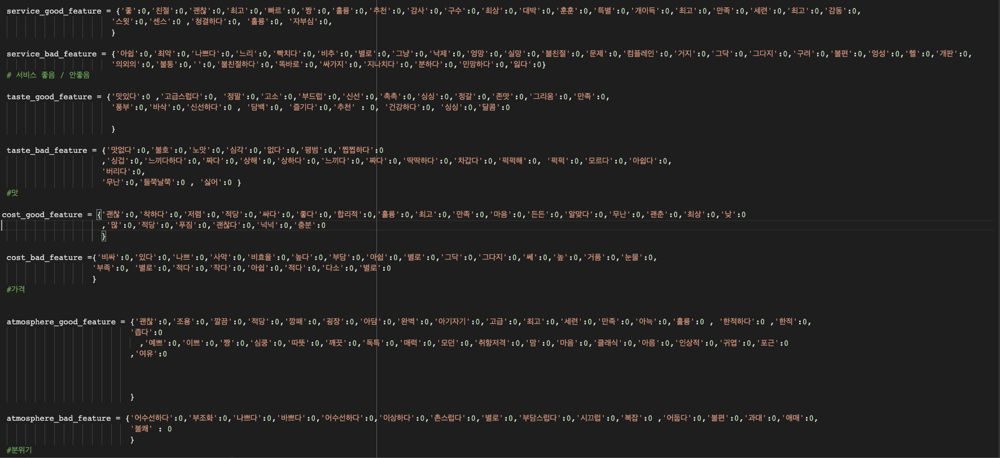 service_good_feature = {'좋':0,'친절':0,'괜찮':0,'최고':0,'빠르':0,'짱':0,'훌륭':0,'추천':0,'감사':0,'구수':0,'최상':0,'대박':0,'훈훈':0,'특별':0,'개이득':0,'최고':0,'만족':0,'세련':0,'최고':0,'감동':0,
'스윗':0,'센스':0 ,'청결하다':0, '훌륭':0, '자부심':0,
}
service_bad_feature = {'아쉽':0,'최악':0,'나쁘다':0,'느리':0,'빡치다':0,'비추':0,'별로':0,'그냥':0,'낙제':0,'엉망':0,'실망':0,'불친절':0,'문제':0,'컴플레인':0,'거지':0,'그닥':0,'그다지':0,'구려':0,'불편':0,'엉성':0,'헬':0,'개판':0,
'의외의':0,'불통':0,'':0,'불친절하다':0,'똑바로':0,'싸가지':0,'지나치다':0,'분하다':0,'민망하다':0,'잃다':0}
# 서비스 좋음 / 안좋음
taste_good_feature = {'맛있다':0 ,'고급스럽다':0, '정말':0,'고소':0,'부드럽':0,'신선':0,'촉촉':0,'싱싱':0,'정갈':0,'존맛':0,'그리움':0,'만족':0,
'풍부':0,'바삭':0,'신선하다':0 , '담백':0, '즐기다':0,'추천' : 0, '건강하다':0, '싱싱':0,'달콤':0
}
taste_bad_feature = {'맛없다':0,'불호':0,'노맛':0,'심각':0,'없다':0,'평범':0,'찝찝하다':0
,'싱겁':0,'느끼다하다':0,'짜다':0,'상해':0,'상하다':0,'느끼다':0,'짜다':0,'딱딱하다':0,'차갑다':0,'퍽퍽해':0, '퍽퍽':0,'모르다':0,'아쉽다':0,
'버리다':0,
'무난':0,'들쭉날쭉':0 , '싫어':0 }
#맛
cost_good_feature = {'괜찮':0,'착하다':0,'저렴':0,'적당':0,'싸다':0,'좋다':0,'합리적':0,'훌륭':0,'최고':0,'만족':0,'마음':0,'든든':0,'알맞다':0,'무난':0,'괜춘':0,'최상':0,'낮':0
,'많':0,'적당':0,'푸짐':0,'괜찮다':0,'넉넉':0,'충분':0
}
cost_bad_feature ={'비싸':0,'있다':0,'나쁘':0,'사악':0,'비효율':0,'높다':0,'부담':0,'아쉽':0,'별로':0,'그닥':0,'그다지':0,'쎄':0,'높':0,'거품':0,'눈물':0,
'부족':0, '별로':0,'적다':0,'작다':0,'아쉽':0,'적다':0,'다소':0,'별로':0
}
#가격
atmosphere_good_feature = {'괜찮':0,'조용':0,'깔끔':0,'적당':0,'깡패':0,'굉장':0,'아담':0,'완벽':0,'아기자기':0,'고급':0,'최고':0,'세련':0,'만족':0,'아늑':0,'훌륭':0 , '한적하다':0 ,'한적':0,
'좁다':0
,'예쁘':0,'이쁘':0,'짱':0,'심쿵':0,'따뜻':0,'깨끗':0,'독특':0,'매력':0,'모던':0,'취향저격':0,'맘':0,'마음':0,'클래식':0,'아름':0,'인상적':0,'귀엽':0,'포근':0
,'여유':0
}
atmosphere_bad_feature = {'어수선하다':0,'부조화':0,'나쁘다':0,'바쁘다':0,'어수선하다':0,'이상하다':0,'촌스럽다':0,'별로':0,'부담스럽다':0,'시끄럽':0,'복잡':0 ,'어둡다':0,'불편':0,'과대':0,'애매':0,
'불쾌' : 0
}
#분위기